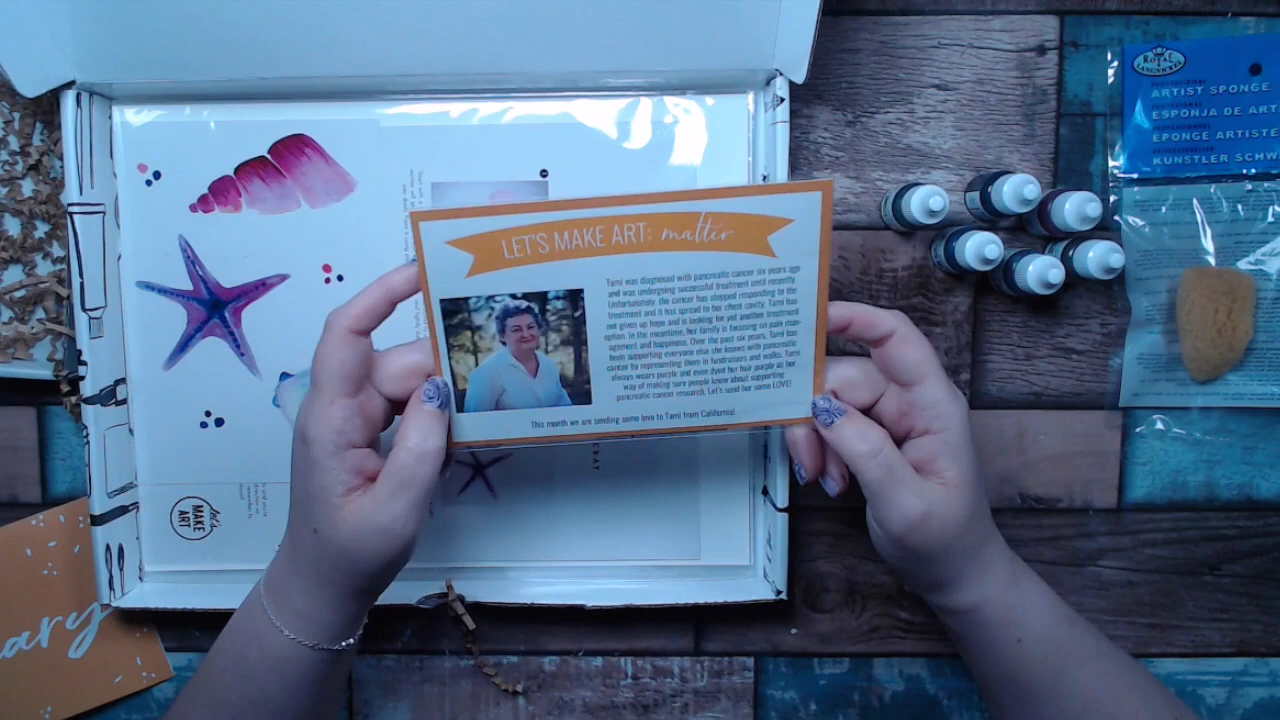 LET'S MAKE ART: matter
Tami was diagnosed with pancreatic cancer six years ago
and was undergoing successful treatment until recently
Unfortunately, the cancer has stopped responding to the
treatment and it has spread to her chest cavity. Tami has
not given up hope and is looking for yet another treatment
option. In the meantime, her family is focusing on pain man-
agement and happiness. Over the past six years, Tami has
been supporting everyone else she knows with pancreatic
cancer by representing them in fundraisers and walks. Tami
always wears purple and even dyed her hair purple as her
way of making sure people know about supporting
pancreatic cancer research. Let's send her some LOVE!
This month we are sending some love to Tami from California!
ROYAL &
LANGNICKEL
ARTIST SPONGE
ESPONJA DE ART
ÉPONGE ARTISTE
KÜNSTLER SCHW
let's
MAKE
ART
ary